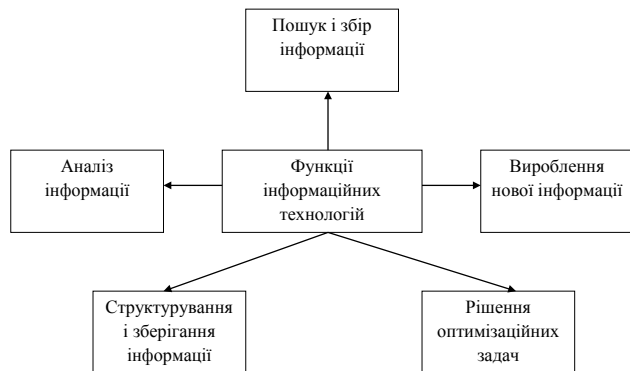 Пошук і збір
інформації
Аналіз
інформації
Функції
інформаційних
технологій
Вироблення
нової інформації
Структурування
і зберігання
інформації
Рішення
оптимізаційних
задач